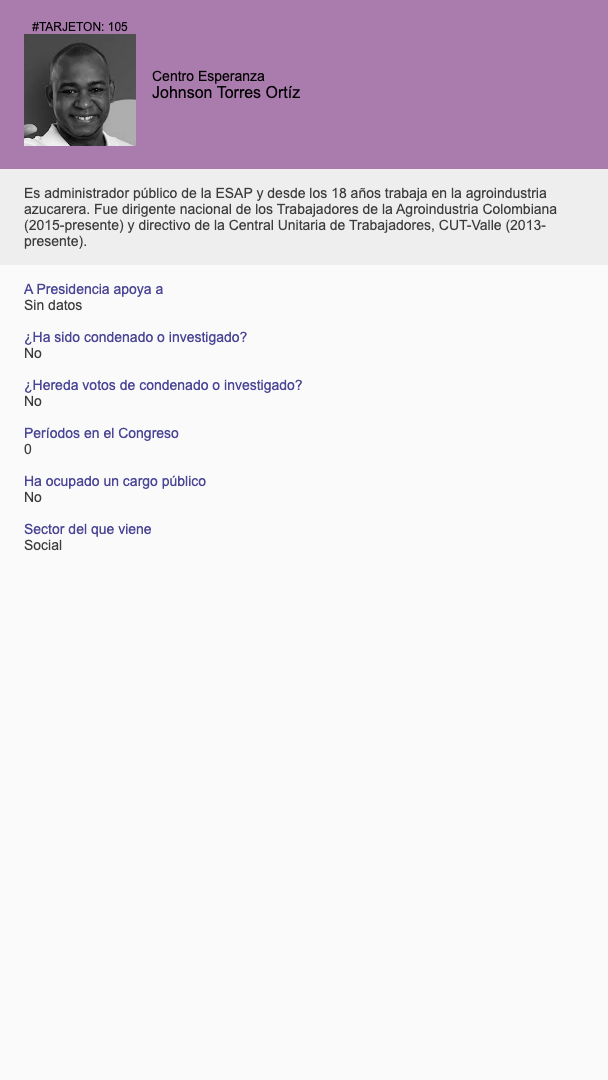 #TARJETON: 105
Centro Esperanza
Johnson Torres Ortíz
Es administrador público de la ESAP y desde los 18 años trabaja en la agroindustria
azucarera. Fue dirigente nacional de los Trabajadores de la Agroindustria Colombiana
(2015-presente) y directivo de la Central Unitaria de Trabajadores, CUT-Valle (2013-
presente).
A Presidencia apoya a
Sin datos
¿Ha sido condenado o investigado?
No
¿Hereda votos de condenado o investigado?
No
Períodos en el Congreso
0
Ha ocupado un cargo público
No
Sector del que viene
Social